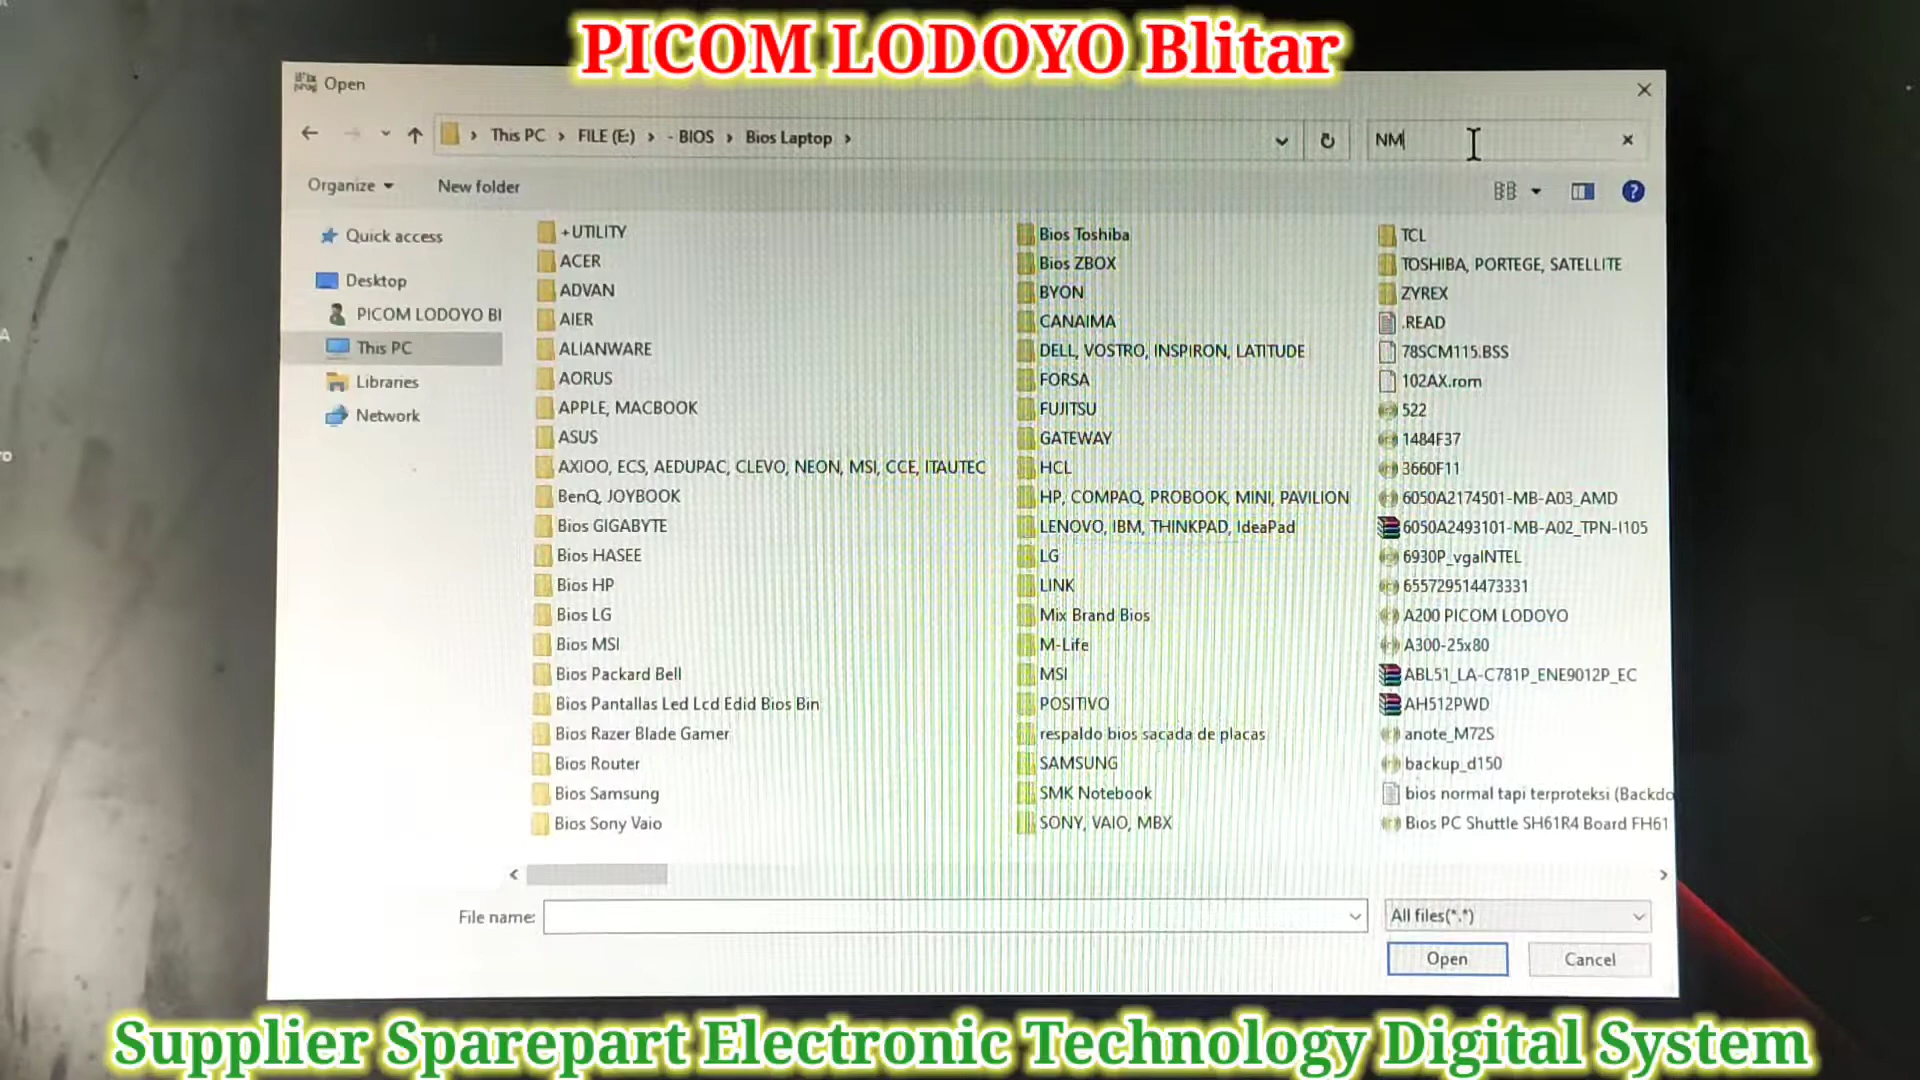 PICOM LODOYO Blitar
Open
This PC > FILE (E:) > - BIOS > Bios Laptop >
NM
Organize
New folder
Quick access
Desktop
PICOM LODOYO BI
This PC
Libraries
Network
+UTILITY
ACER
ADVAN
AIER
ALIANWARE
AORUS
APPLE, MACBOOK
ASUS
AXIOO, ECS, AEDUPAC, CLEVO, NEON, MSI, CCE, ITAUTEC
BenQ, JOYBOOK
Bios GIGABYTE
Bios HASEE
Bios HP
Bios LG
Bios MSI
Bios Packard Bell
Bios Pantallas Led Lcd Edid Bios Bin
Bios Razer Blade Gamer
Bios Router
Bios Samsung
Bios Sony Vaio
Bios Toshiba
Bios ZBOX
BYON
CANAIMA
DELL, VOSTRO, INSPIRON, LATITUDE
FORSA
FUJITSU
GATEWAY
HCL
HP, COMPAQ, PROBOOK, MINI, PAVILION
LENOVO, IBM, THINKPAD, IdeaPad
LG
LINK
Mix Brand Bios
M-Life
MSI
POSITIVO
respaldo bios sacada de placas
SAMSUNG
SMK Notebook
SONY, VAIO, MBX
TCL
TOSHIBA, PORTEGE, SATELLITE
ZYREX
.READ
78SCM115.BSS
102AX.rom
522
1484F37
3660F11
6050A2174501-MB-A03_AMD
6050A2493101-MB-A02_TPN-I105
6930P_vgaINTEL
655729514473331
A200 PICOM LODOYO
A300-25x80
ABL51_LA-C781P_ENE9012P_EC
AH512PWD
anote_M72S
backup_d150
bios normal tapi terproteksi (Backdo
Bios PC Shuttle SH61R4 Board FH61
File name:
All files(*.*)
Open
Cancel
Supplier Sparepart Electronic Technology Digital System